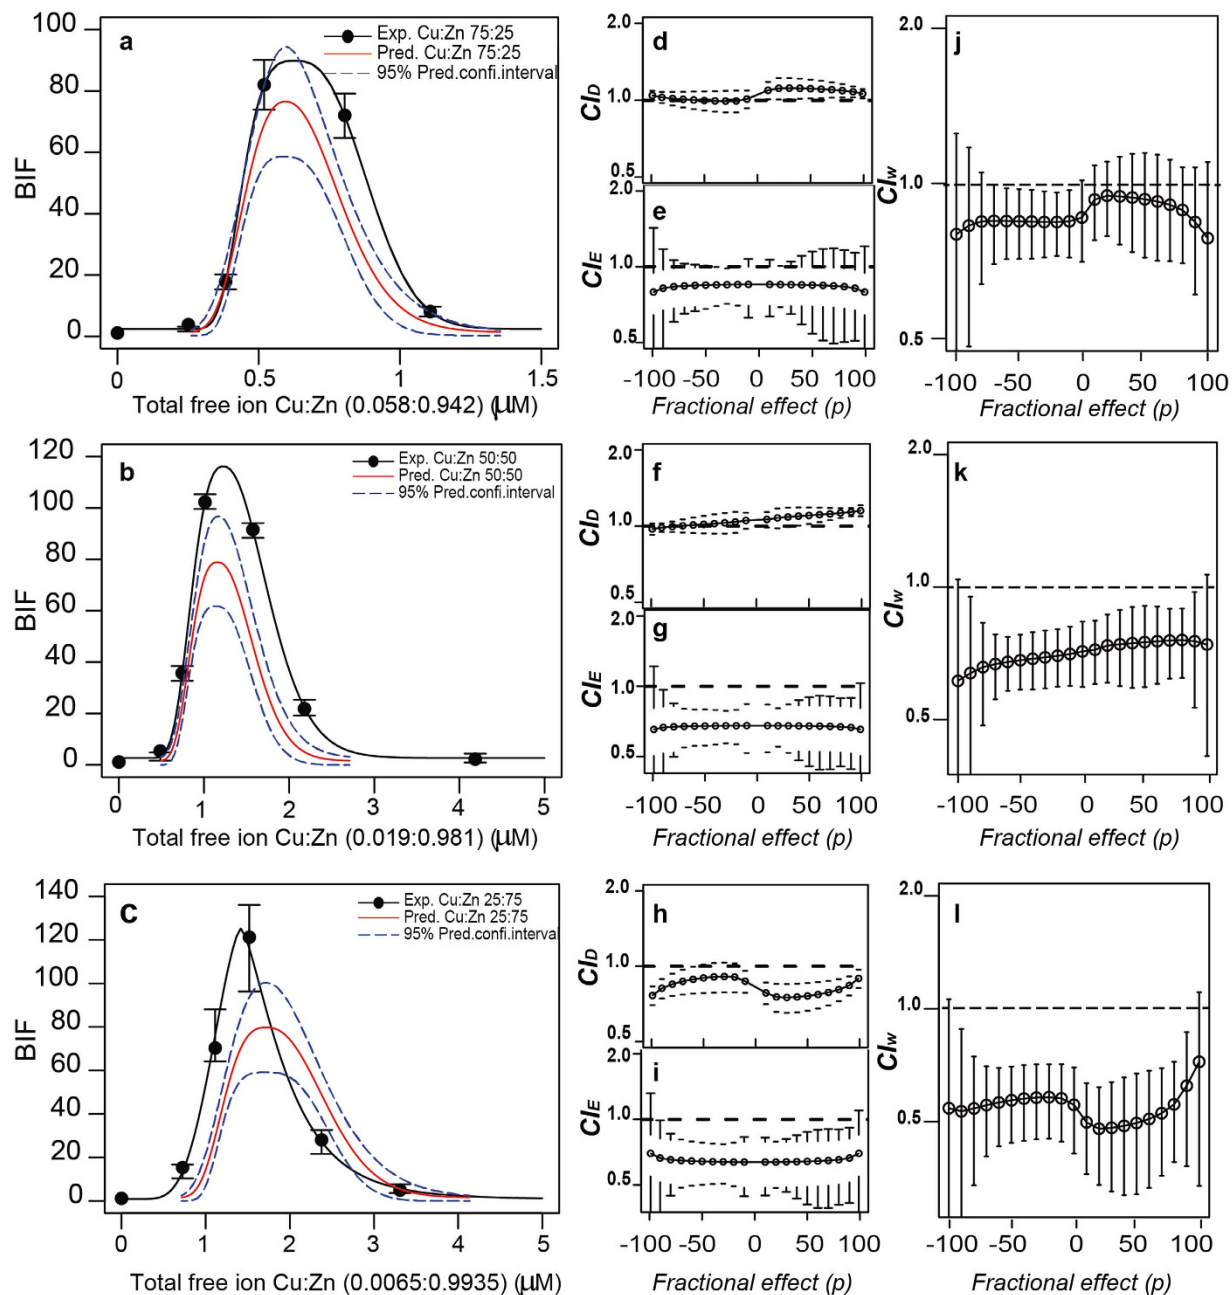 a
Exp. Cu:Zn 75:25
Pred. Cu:Zn 75:25
95% Pred.confi.interval
BIF
100
80
60
40
20
0
0 0.5 1 1.5
Total free ion Cu:Zn (0.058:0.942) (μM)
d
CI_D
2.0
1.0
0.5
e
CI_E
2.0
1.0
0.5
-100 -50 0 50 100
Fractional effect (p)
j
CI_W
2.0
1.0
0.5
-100 -50 0 50 100
Fractional effect (p)
b
Exp. Cu:Zn 50:50
Pred. Cu:Zn 50:50
95% Pred.confi.interval
BIF
120
100
80
60
40
20
0
0 1 2 3 4 5
Total free ion Cu:Zn (0.019:0.981) (μM)
f
CI_D
2.0
1.0
0.5
g
CI_E
2.0
1.0
0.5
-100 -50 0 50 100
Fractional effect (p)
k
CI_W
2.0
1.0
0.5
-100 -50 0 50 100
Fractional effect (p)
c
Exp. Cu:Zn 25:75
Pred. Cu:Zn 25:75
95% Pred.confi.interval
BIF
140
120
100
80
60
40
20
0
0 1 2 3 4 5
Total free ion Cu:Zn (0.0065:0.9935) (μM)
h
CI_D
2.0
1.0
0.5
i
CI_E
2.0
1.0
0.5
-100 -50 0 50 100
Fractional effect (p)
l
CI_W
2.0
1.0
0.5
-100 -50 0 50 100
Fractional effect (p)